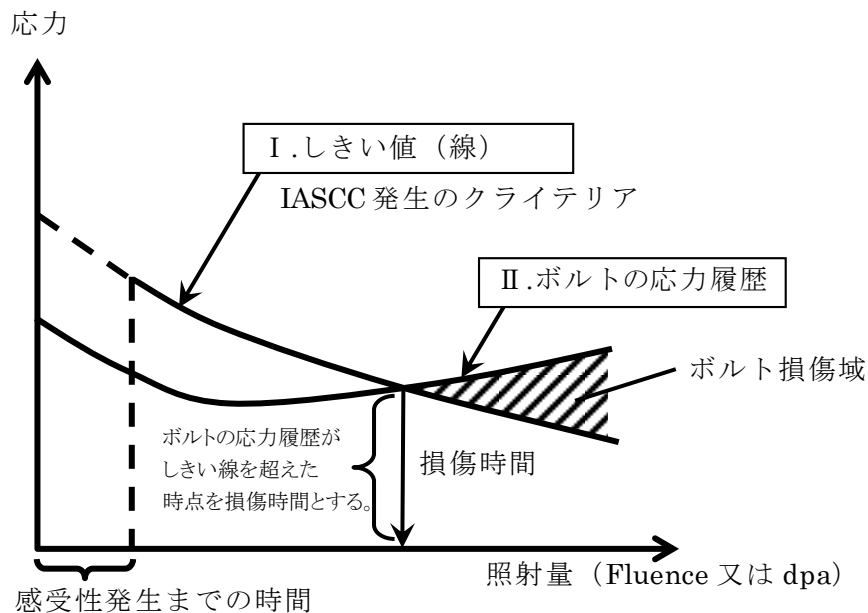 応力
Ⅰ.しきい値（線）
IASCC 発生のクライテリア
Ⅱ.ボルトの応力履歴
ボルト損傷域
ボルトの応力履歴が
しきい線を超えた
時点を損傷時間とする。
損傷時間
照射量（Fluence 又は dpa）
感受性発生までの時間